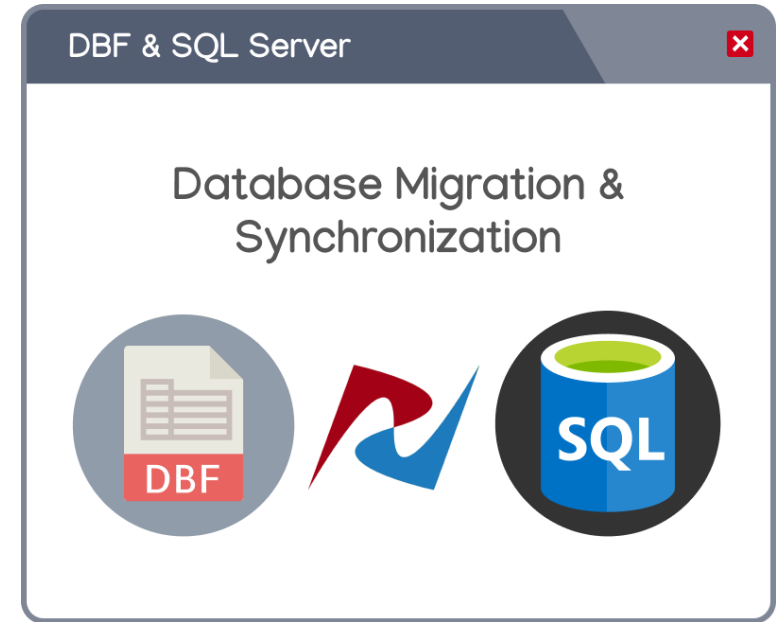 DBF & SQL Server
Database Migration &
Synchronization
DBF
SQL